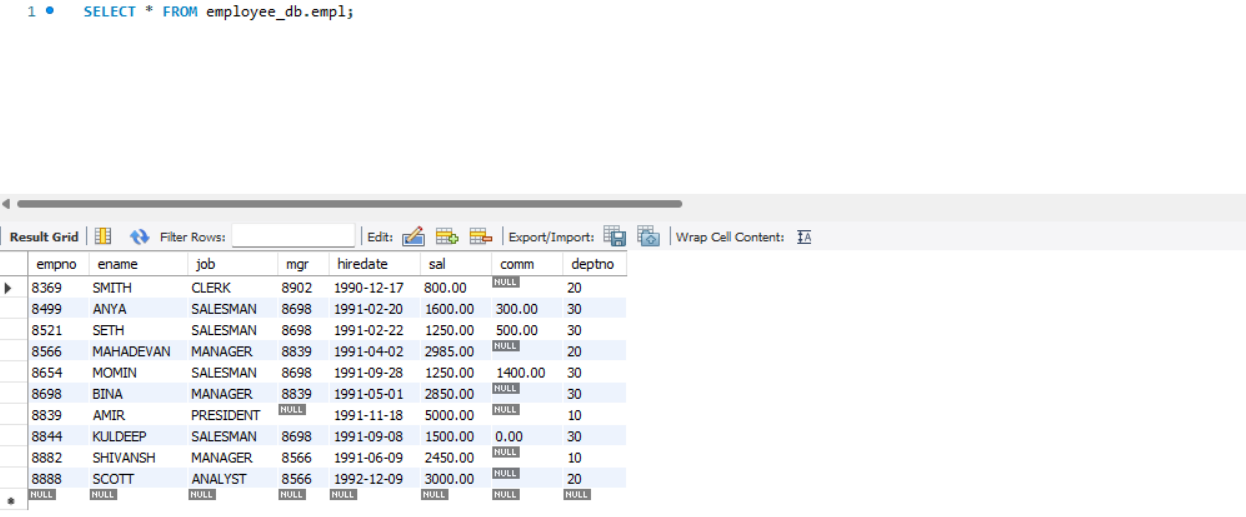 1 SELECT * FROM employee_db.empl;
Result Grid Filter Rows: Edit: Export/Import: Wrap Cell Content: IA
empno ename job mgr hiredate sal comm deptno
8369 SMITH CLERK 8902 1990-12-17 800.00 NULL 20
8499 ANYA SALESMAN 8698 1991-02-20 1600.00 300.00 30
8521 SETH SALESMAN 8698 1991-02-22 1250.00 500.00 30
8566 MAHADEVAN MANAGER 8839 1991-04-02 2985.00 NULL 20
8654 MOMIN SALESMAN 8698 1991-09-28 1250.00 1400.00 30
8698 BINA MANAGER 8839 1991-05-01 2850.00 NULL 30
8839 AMIR PRESIDENT NULL 1991-11-18 5000.00 NULL 10
8844 KULDEEP SALESMAN 8698 1991-09-08 1500.00 0.00 30
8882 SHIVANSH MANAGER 8566 1991-06-09 2450.00 NULL 10
8888 SCOTT ANALYST 8566 1992-12-09 3000.00 NULL 20
* NULL NULL NULL NULL NULL NULL NULL NULL